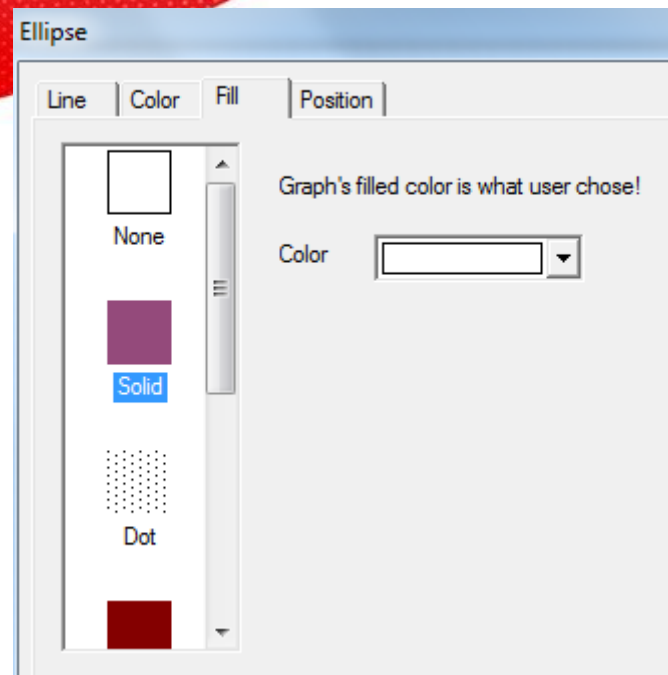 Ellipse
Line Color Fill Position
Graph's filled color is what user chose!
None
Color
Solid
Dot